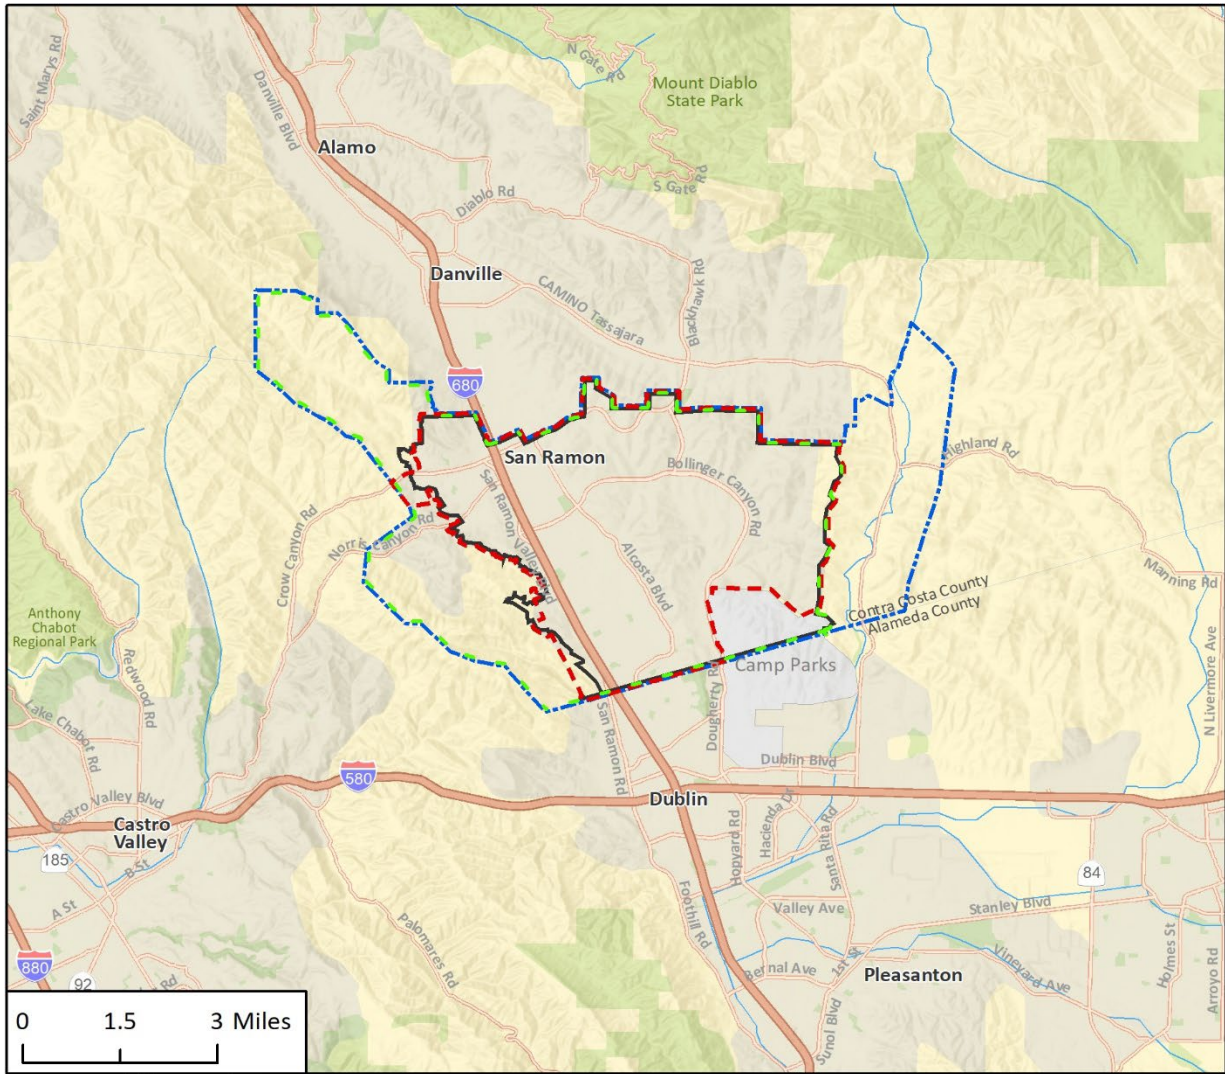 Saint Marys Rd
Danville Blvd
N Gate Rd
Mount Diablo
State Park
Alamo
S Gate Rd
Diablo Rd
Danville
CAMINO Tassajara
Blackhawk Rd
680
San Ramon
Bollinger Canyon Rd
Highland Rd
San Ramon Valley Blvd
Crow Canyon Rd
Norris Canyon Rd
Alcosta Blvd
Manning Rd
Contra Costa County
Alameda County
Anthony
Chabot
Regional Park
Redwood Rd
Camp Parks
Dougherty Rd
N Livermore Ave
Lake Chabot Rd
San Ramon Rd
Dublin Blvd
580
Castro Valley Blvd
Dublin
Castro
Valley
Hopyard Rd
Hacienda Dr
Santa Rita Rd
185
B St
84
A St
Foothill Rd
Valley Ave
Stanley Blvd
Palomares Rd
880
92
Rd
Bernal Ave
1st St
Pleasanton
Vineyard Ave
Holmes St
Arroyo Rd
Sunol Blvd
0 1.5 3 Miles